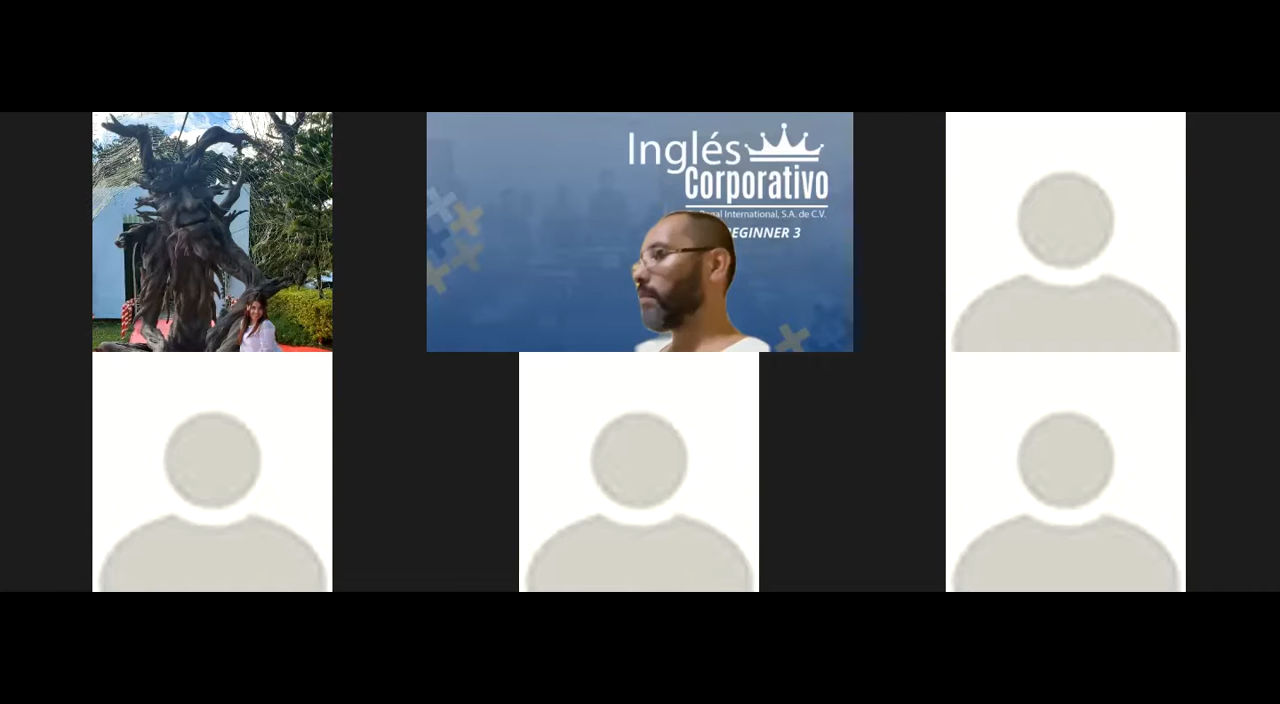 Inglés
Corporativo
International, S.A. de C.V.
BEGINNER 3